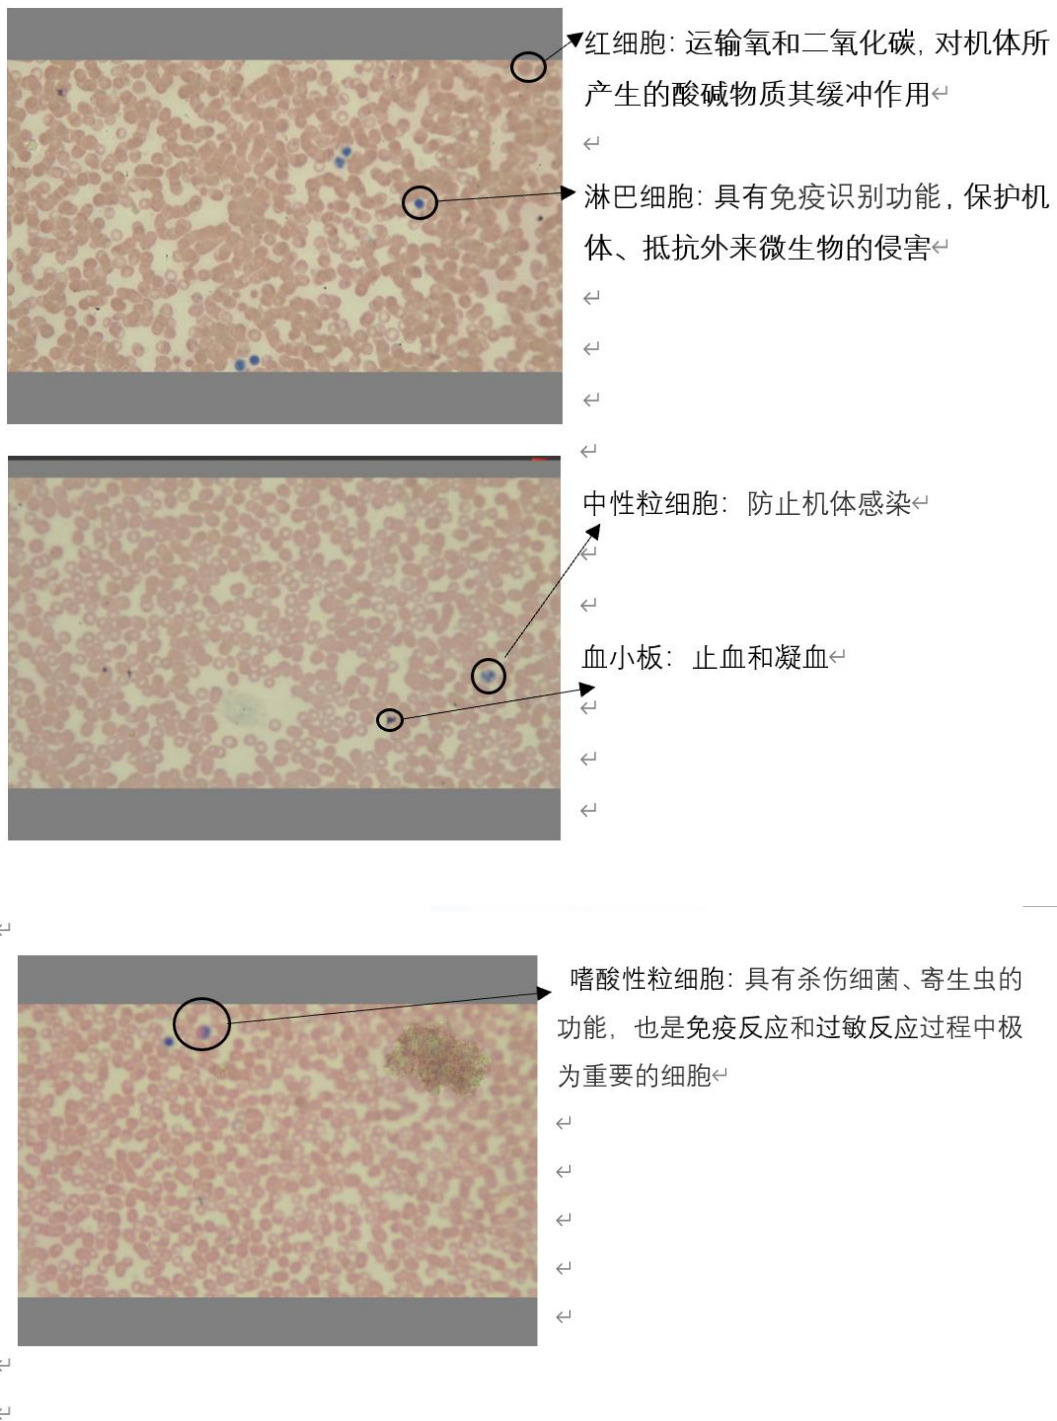 红细胞：运输氧和二氧化碳，对机体所
产生的酸碱物质其缓冲作用
淋巴细胞：具有免疫识别功能，保护机
体、抵抗外来微生物的侵害
中性粒细胞：防止机体感染
血小板：止血和凝血
嗜酸性粒细胞：具有杀伤细菌、寄生虫的
功能，也是免疫反应和过敏反应过程中极
为重要的细胞